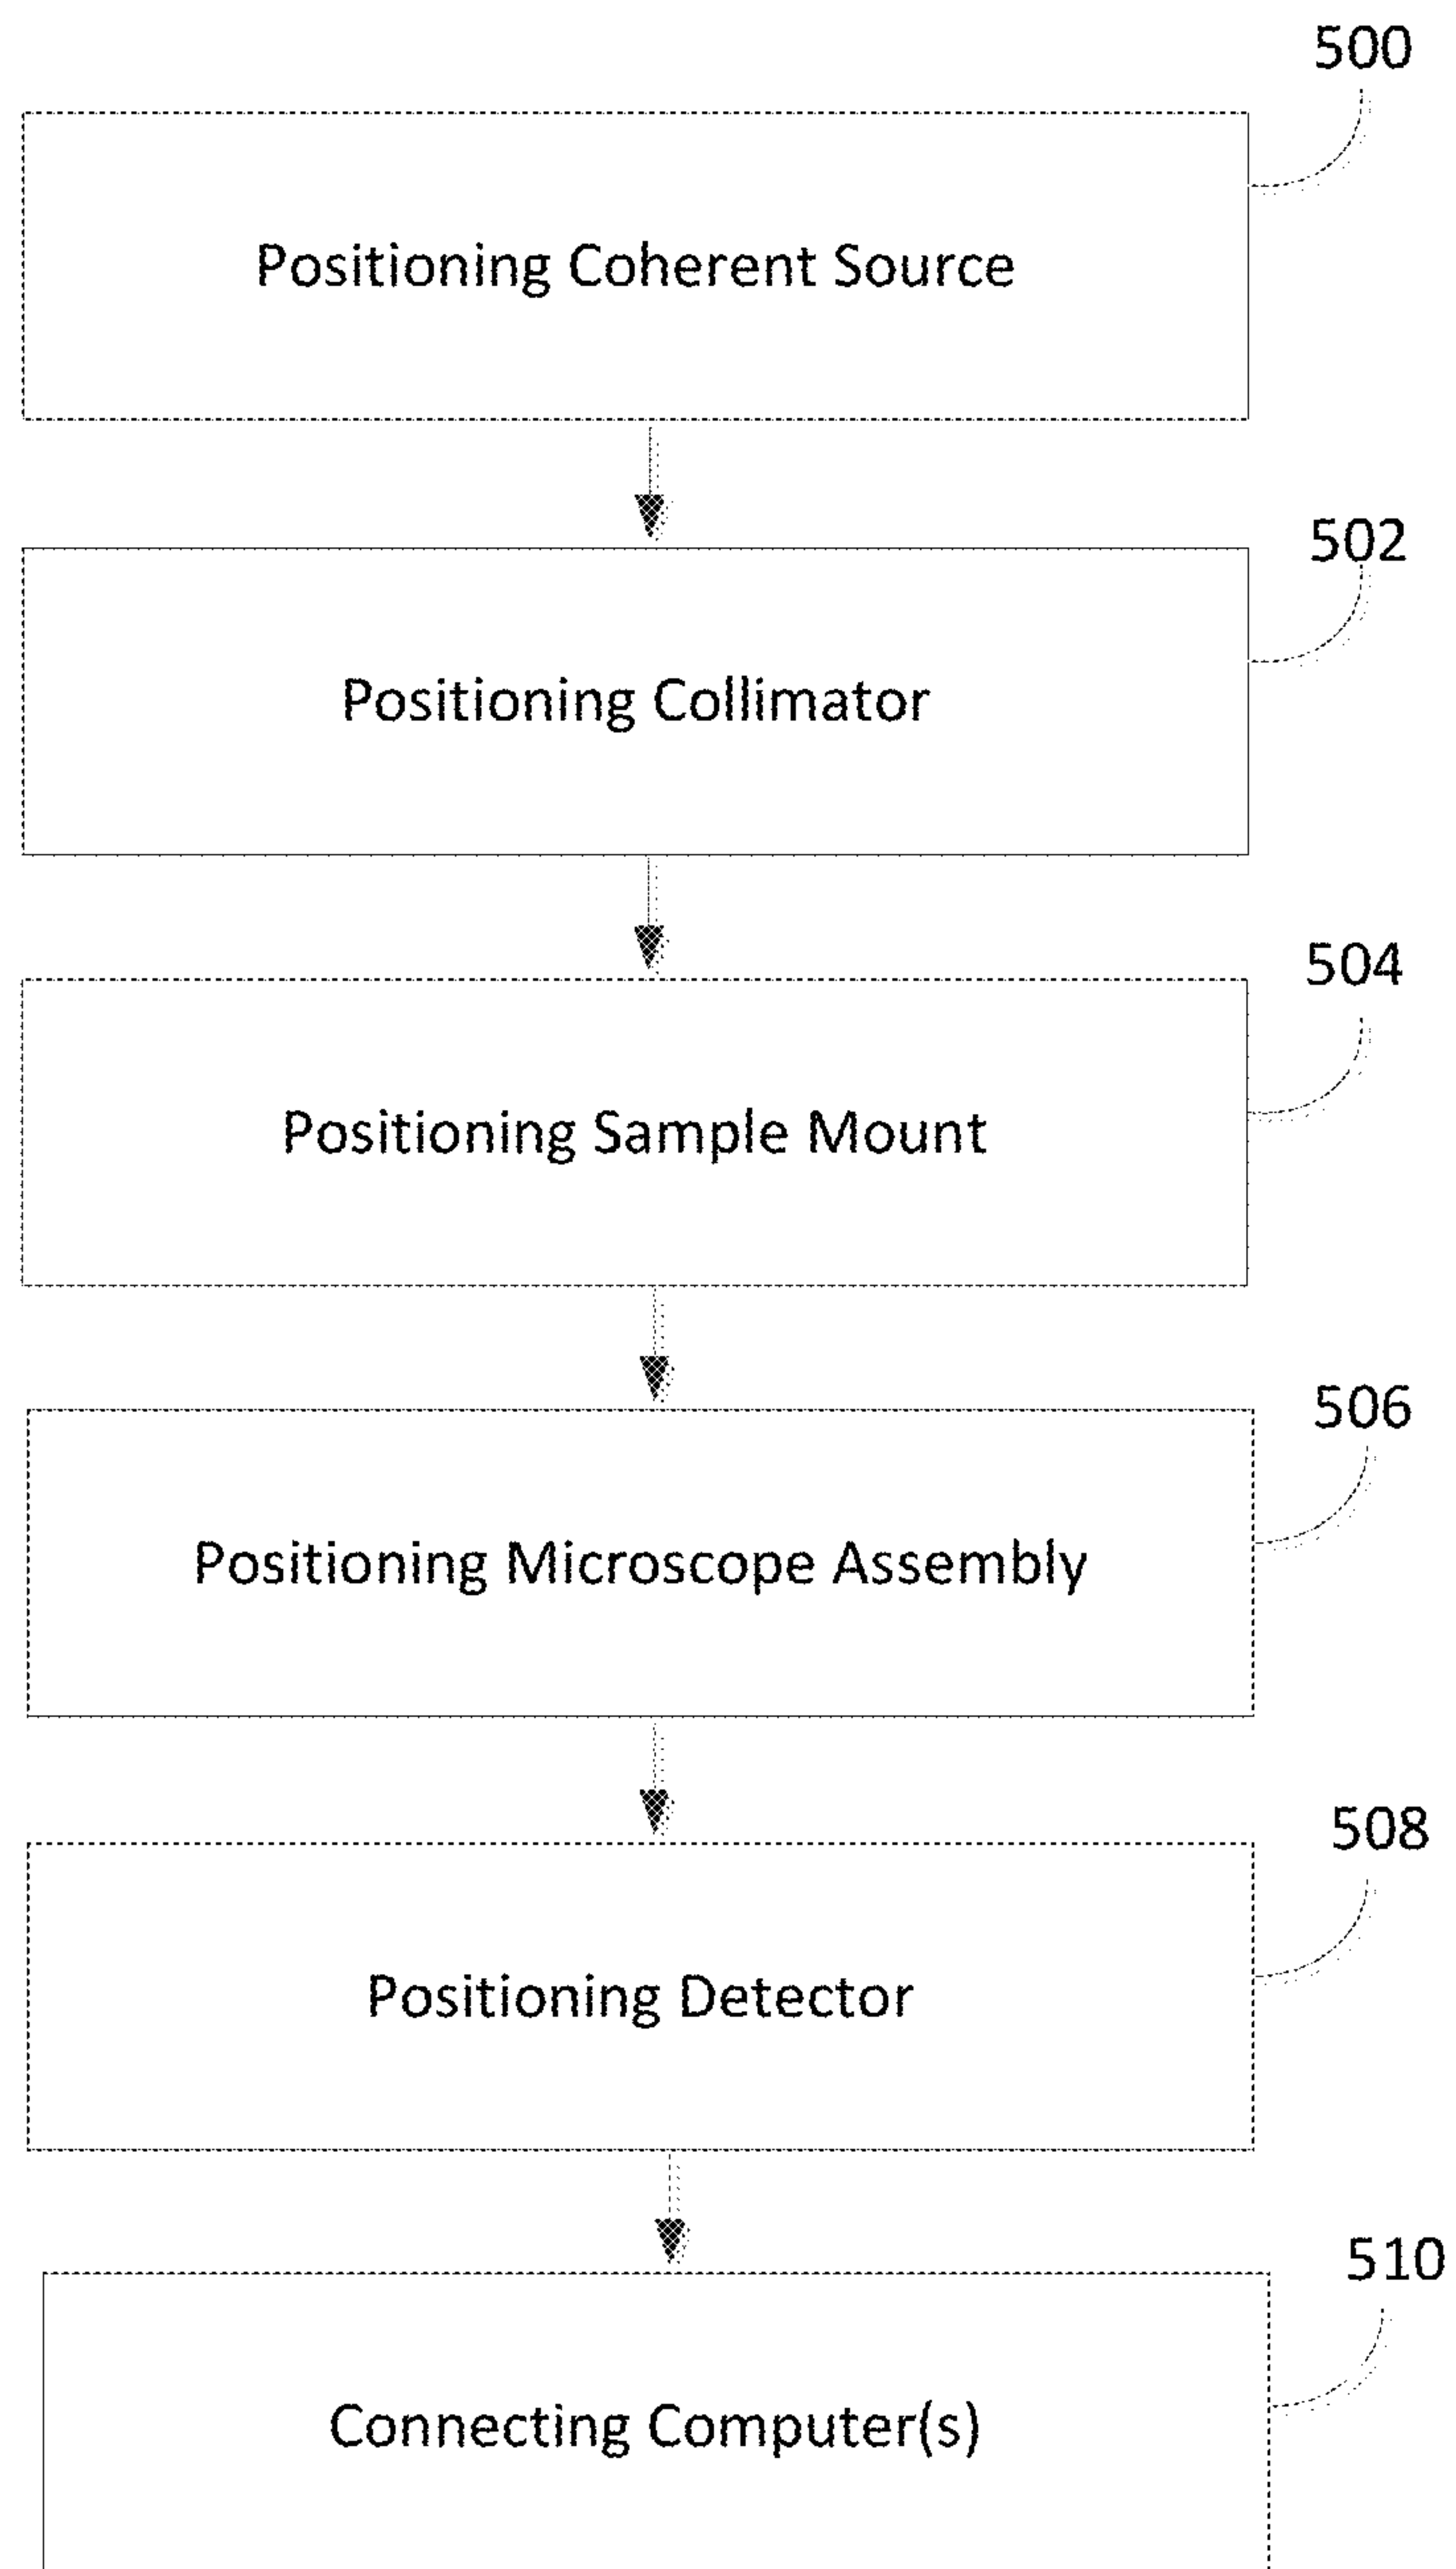 500
Positioning Coherent Source
502
Positioning Collimator
504
Positioning Sample Mount
506
Positioning Microscope Assembly
508
Positioning Detector
510
Connecting Computer(s)